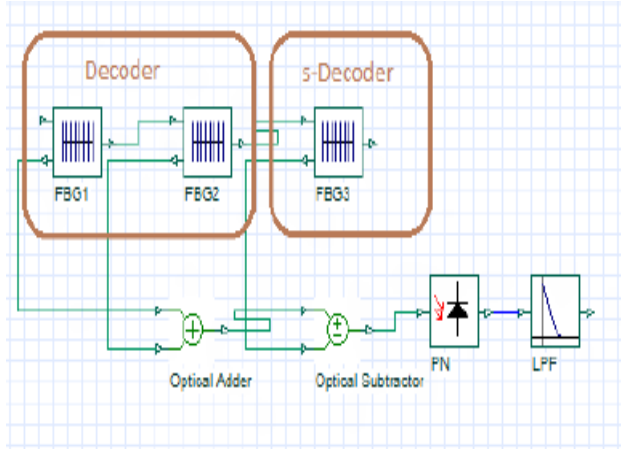 Decoder
s-Decoder
FBG1
FBG2
FBG3
PN
LPF
Optical Adder
Optical Subtractor